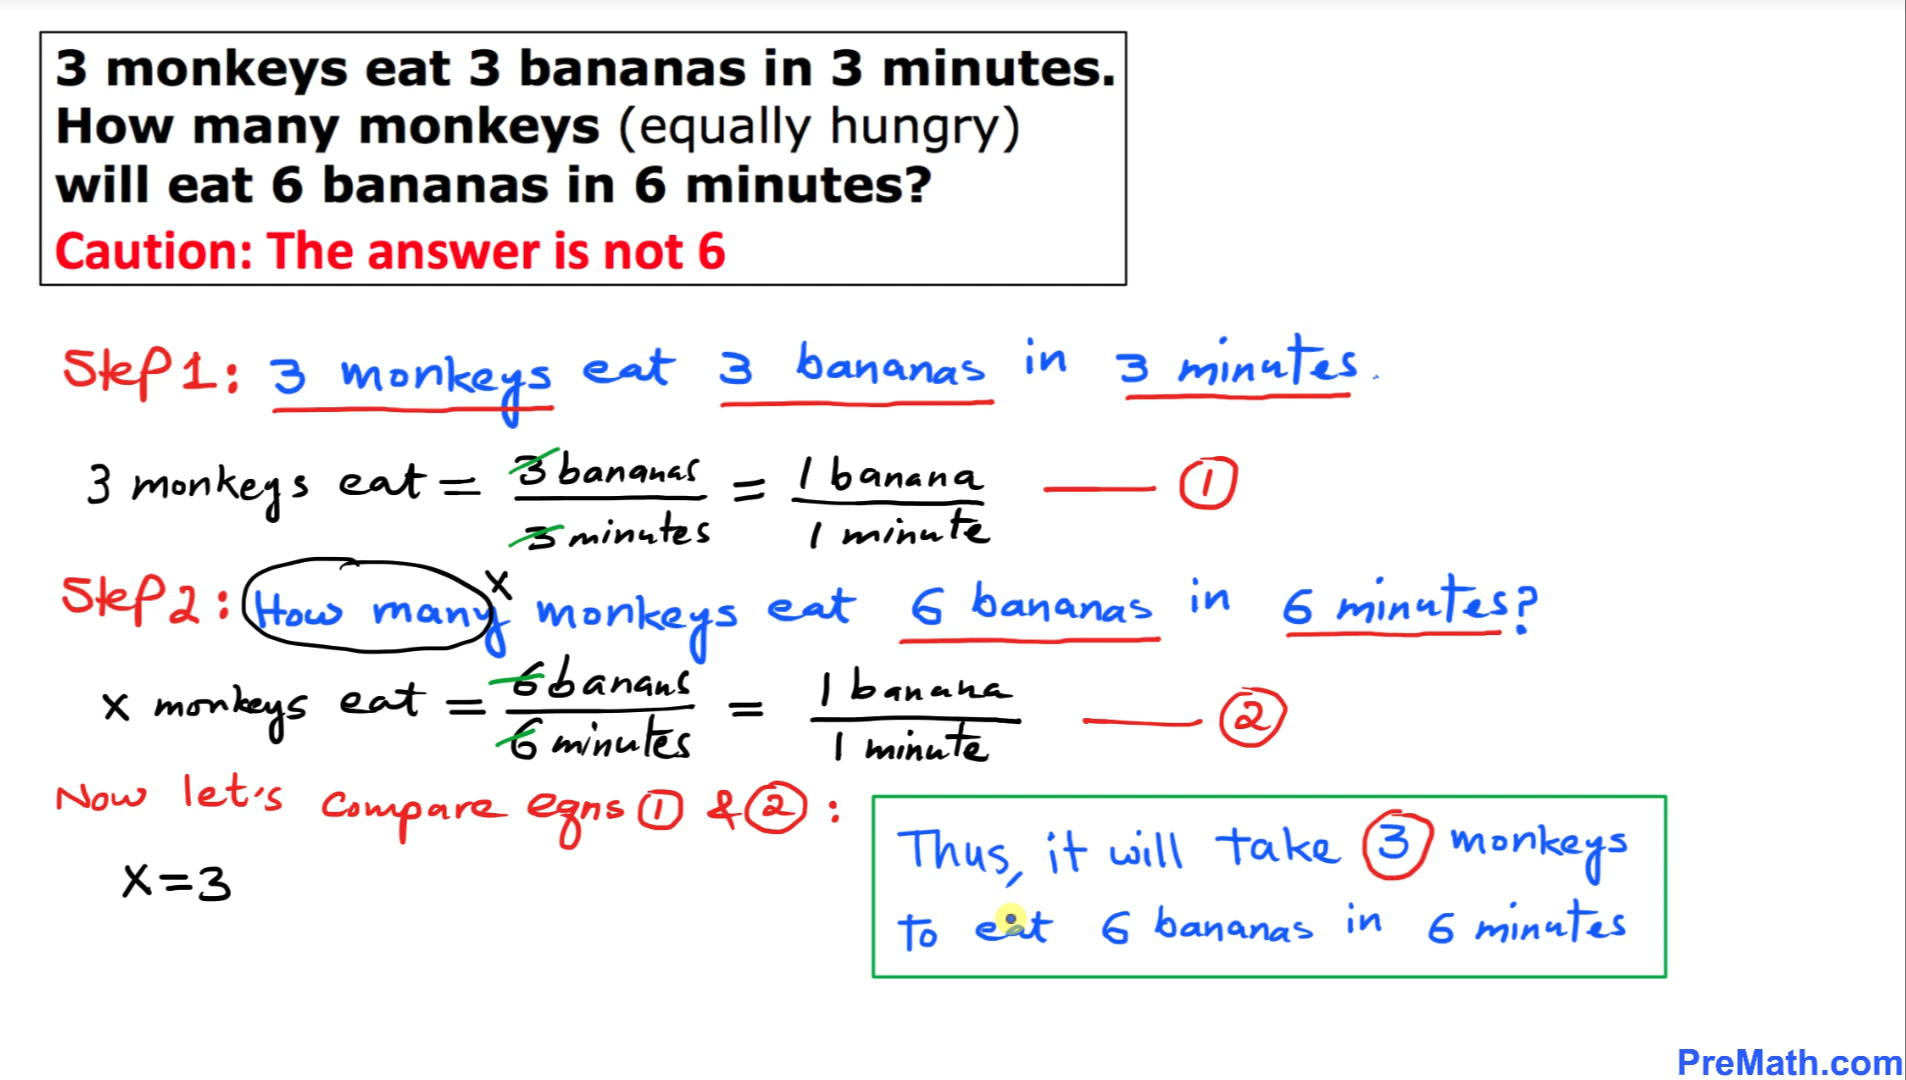 3 monkeys eat 3 bananas in 3 minutes.
How many monkeys (equally hungry)
will eat 6 bananas in 6 minutes?
Caution: The answer is not 6
Step 1: 3 monkeys eat 3 bananas in 3 minutes.
3 monkeys eat = 3 bananas / 3 minutes = 1 banana / 1 minute —— ①
x
Step 2: How many monkeys eat 6 bananas in 6 minutes?
x monkeys eat = 6 banans / 6 minutes = 1 banana / 1 minute —— ②
Now let's compare eqns ① & ② :
x = 3
Thus, it will take 3 monkeys
to eat 6 bananas in 6 minutes
PreMath.com